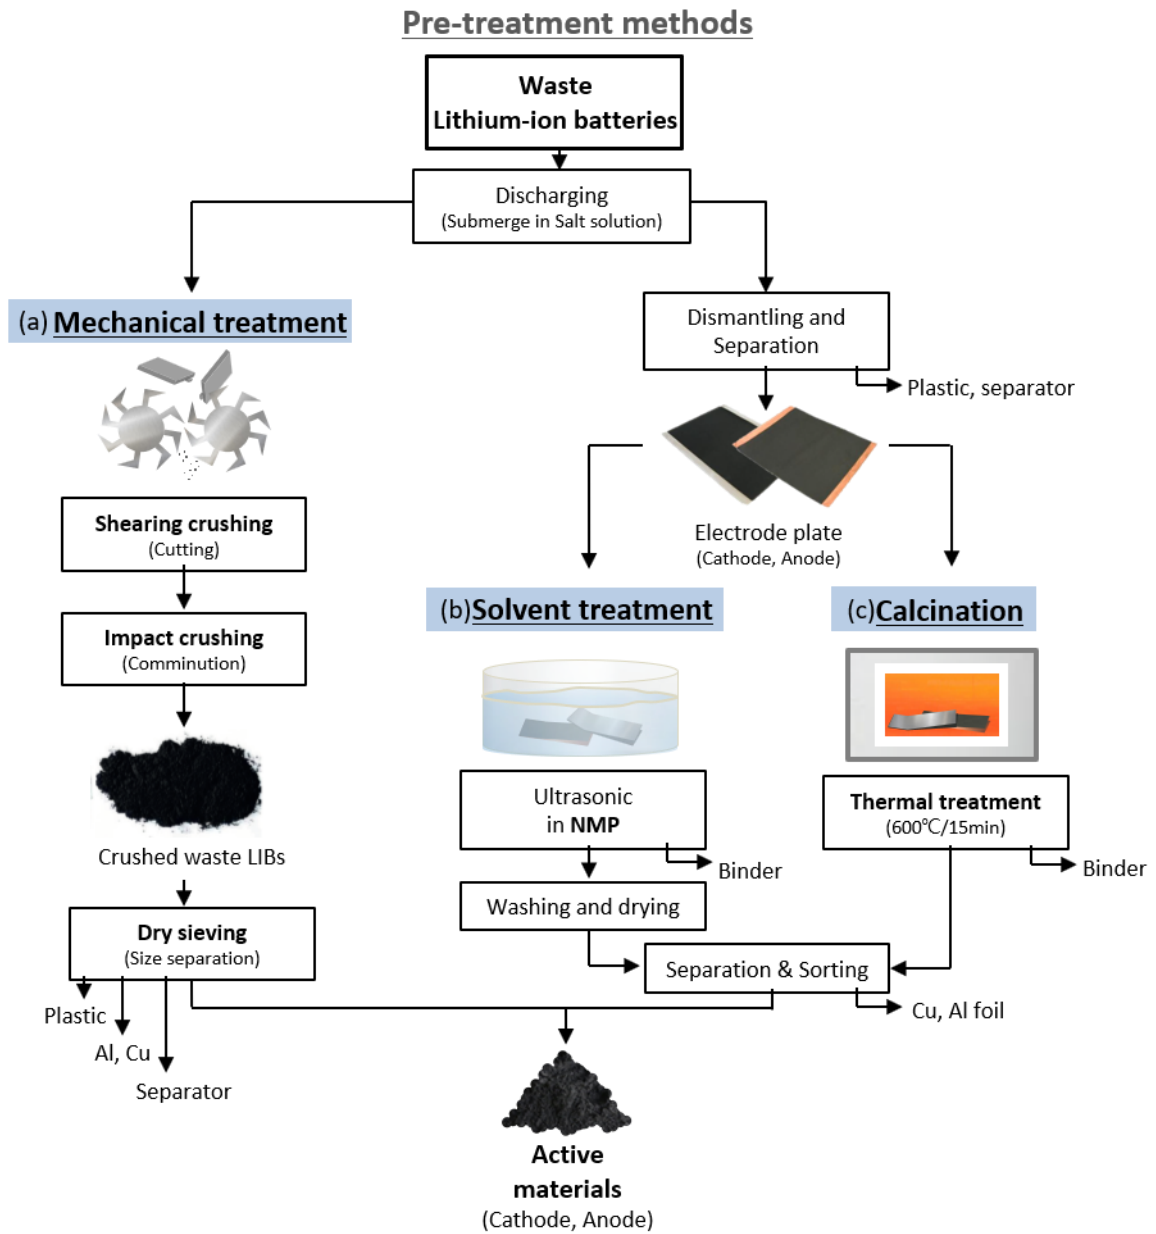 Pre-treatment methods
Waste
Lithium-ion batteries
Discharging
(Submerge in Salt solution)
(a) Mechanical treatment
Shearing crushing
(Cutting)
Impact crushing
(Comminution)
Crushed waste LIBs
Dry sieving
(Size separation)
Plastic
Al, Cu
Separator
Dismantling and
Separation
Plastic, separator
Electrode plate
(Cathode, Anode)
(b)Solvent treatment
Ultrasonic
in NMP
Binder
Washing and drying
(c)Calcination
Thermal treatment
(600℃/15min)
Binder
Separation & Sorting
Cu, Al foil
Active
materials
(Cathode, Anode)